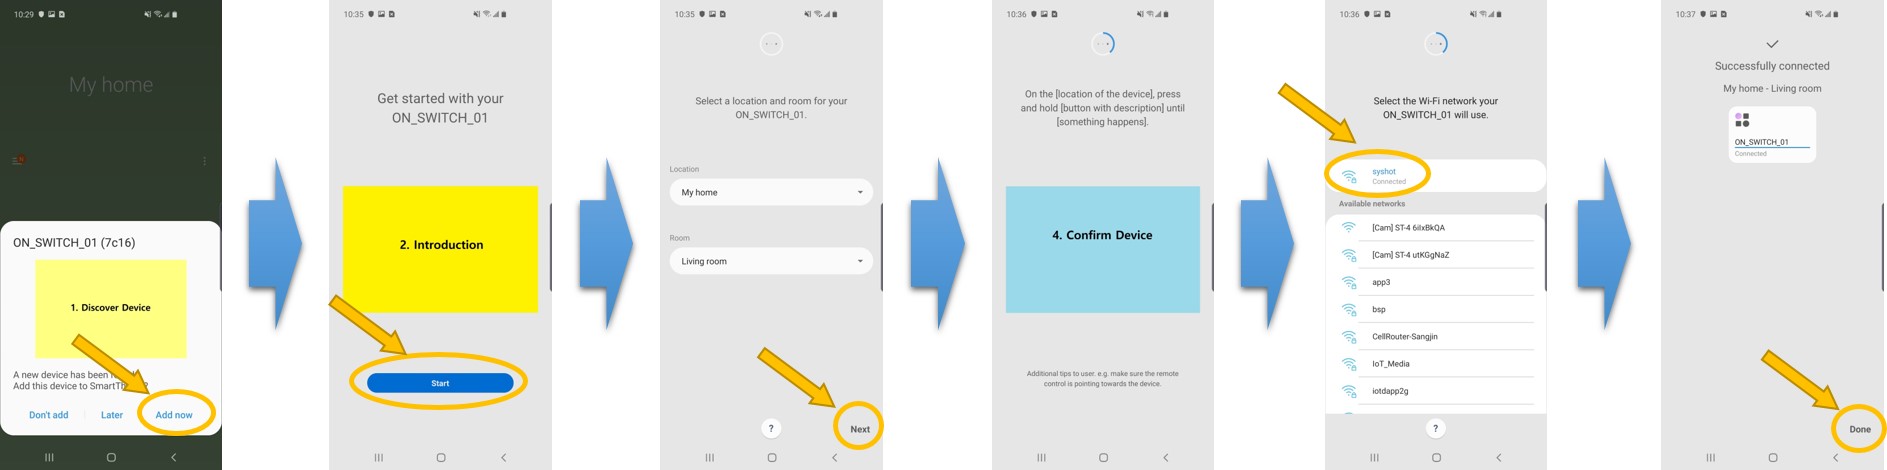 10:29
My home
ON_SWITCH_01 (7c16)
1. Discover Device
A new device has been
Add this device to
Don't add
Later
Add now
10:35
Get started with your
ON_SWITCH_01
2. Introduction
Start
10:35
Select a location and room for your
ON_SWITCH_01.
Location
My home
Room
Living room
?
Next
10:36
On the [location of the device], press
and hold [button with description] until
[something happens].
4. Confirm Device
Additional tips to user. e.g. make sure the remote
control is pointing towards the device.
10:36
Select the Wi-Fi network your
ON_SWITCH_01 will use.
syshot
Connected
Available networks
[Cam] ST-4 6iIxBkQA
[Cam] ST-4 utKGgNaZ
app3
bsp
CellRouter-Sangjin
IoT_Media
iotdapp2g
?
10:37
Successfully connected
My home - Living room
ON_SWITCH_01
Connected
Done